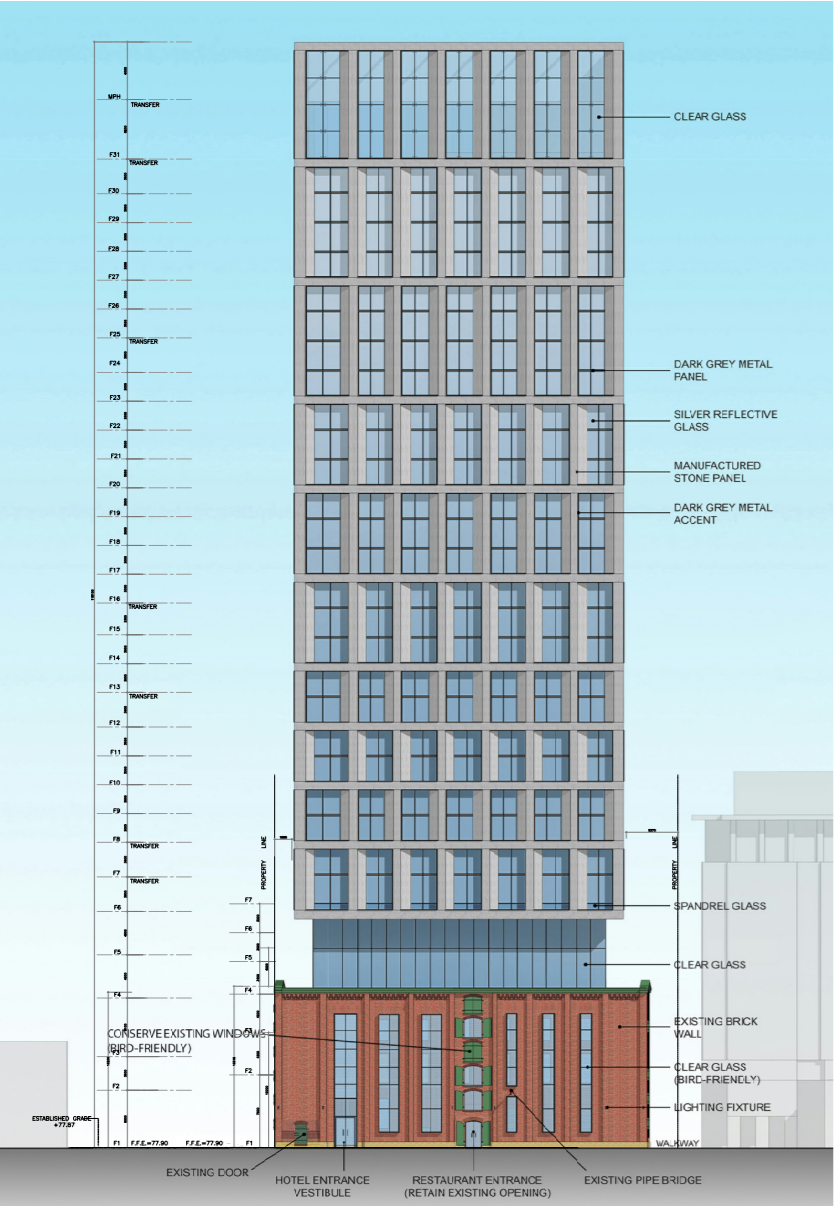 MPH
TRANSFER
F31
TRANSFER
F30
F29
F28
F27
F26
F25
TRANSFER
F24
F23
F22
F21
F20
F19
F18
F17
F16
TRANSFER
F15
F14
F13
TRANSFER
F12
F11
F10
F9
F8
TRANSFER
F7
TRANSFER
F6
F5
F4
F3
F2
ESTABLISHED GRADE
+77.87
F1
F.F.E.=77.90
F.F.E.=77.90
F7
F6
F5
F4
F3
F2
F1
PROPERTY LINE
PROPERTY LINE
CLEAR GLASS
DARK GREY METAL
PANEL
SILVER REFLECTIVE
GLASS
MANUFACTURED
STONE PANEL
DARK GREY METAL
ACCENT
SPANDREL GLASS
CLEAR GLASS
EXISTING BRICK
WALL
CLEAR GLASS
(BIRD-FRIENDLY)
LIGHTING FIXTURE
WALKWAY
CONSERVE EXISTING WINDOWS
(BIRD-FRIENDLY)
EXISTING DOOR
HOTEL ENTRANCE
VESTIBULE
RESTAURANT ENTRANCE
(RETAIN EXISTING OPENING)
EXISTING PIPE BRIDGE